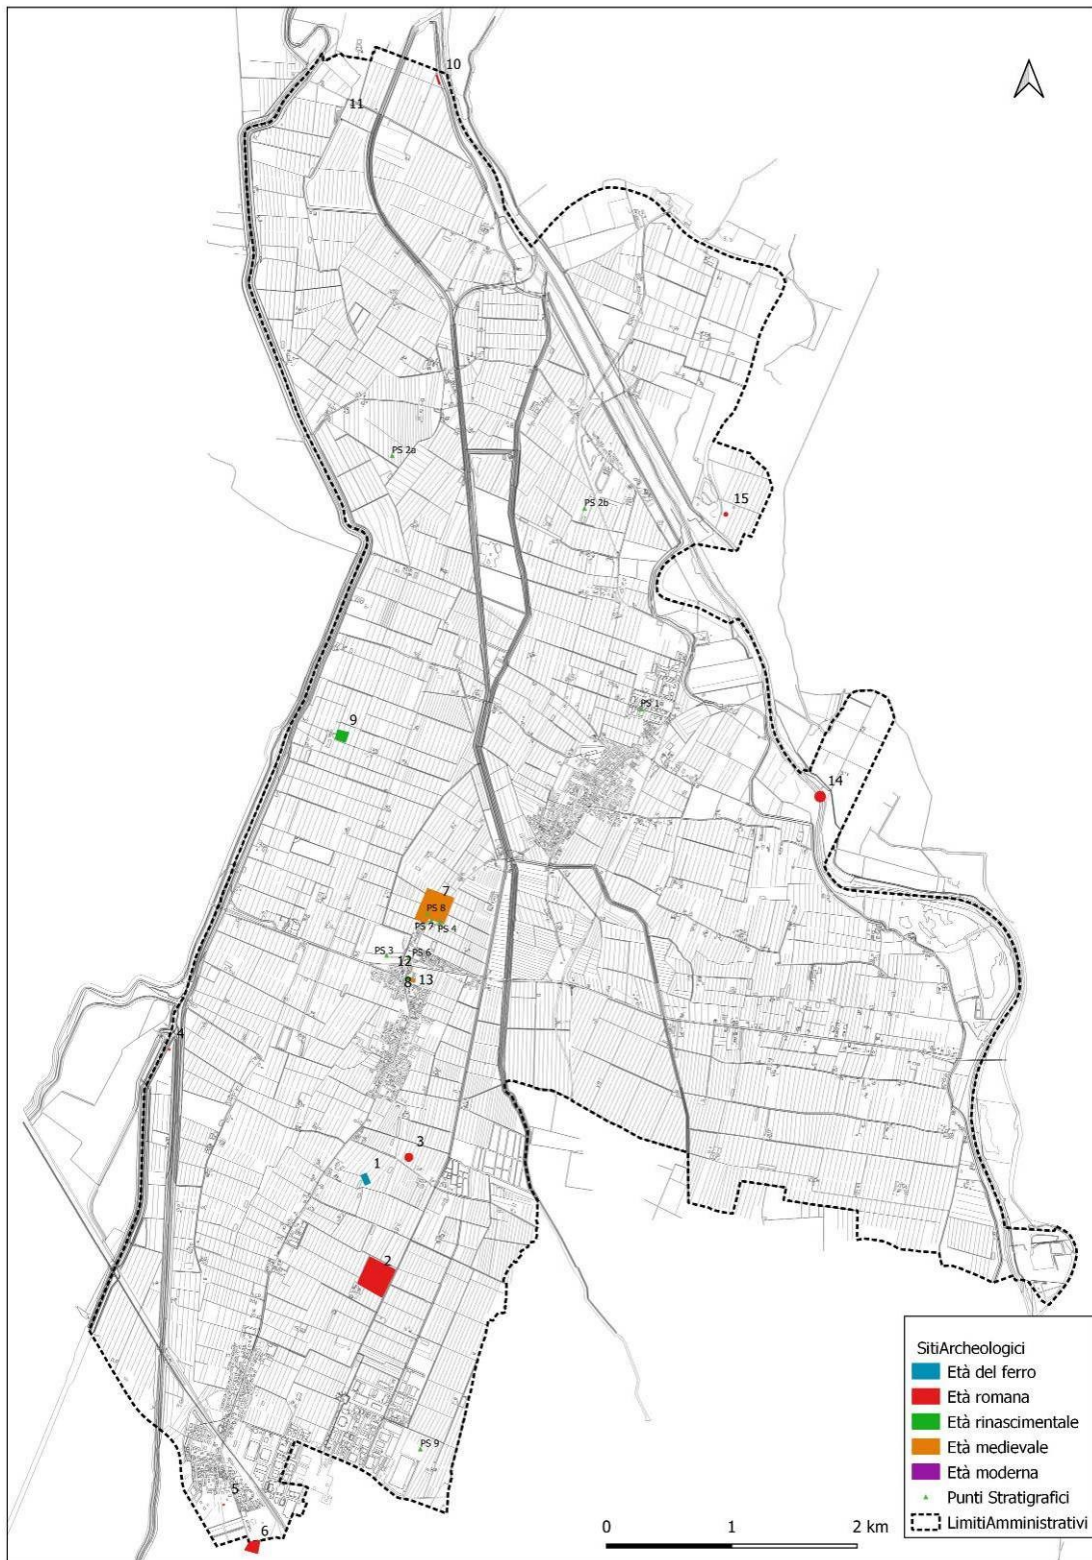 10
11
PS 2a
15
PS 2b
PS 1
9
14
7
PS 8
PS 7
PS 4
PS 3
PS 6
12
8
13
4
3
1
2
PS 9
5
6
SitiArcheologici
Età del ferro
Età romana
Età rinascimentale
Età medievale
Età moderna
Punti Stratigrafici
LimitiAmministrativi
0 1 2 km